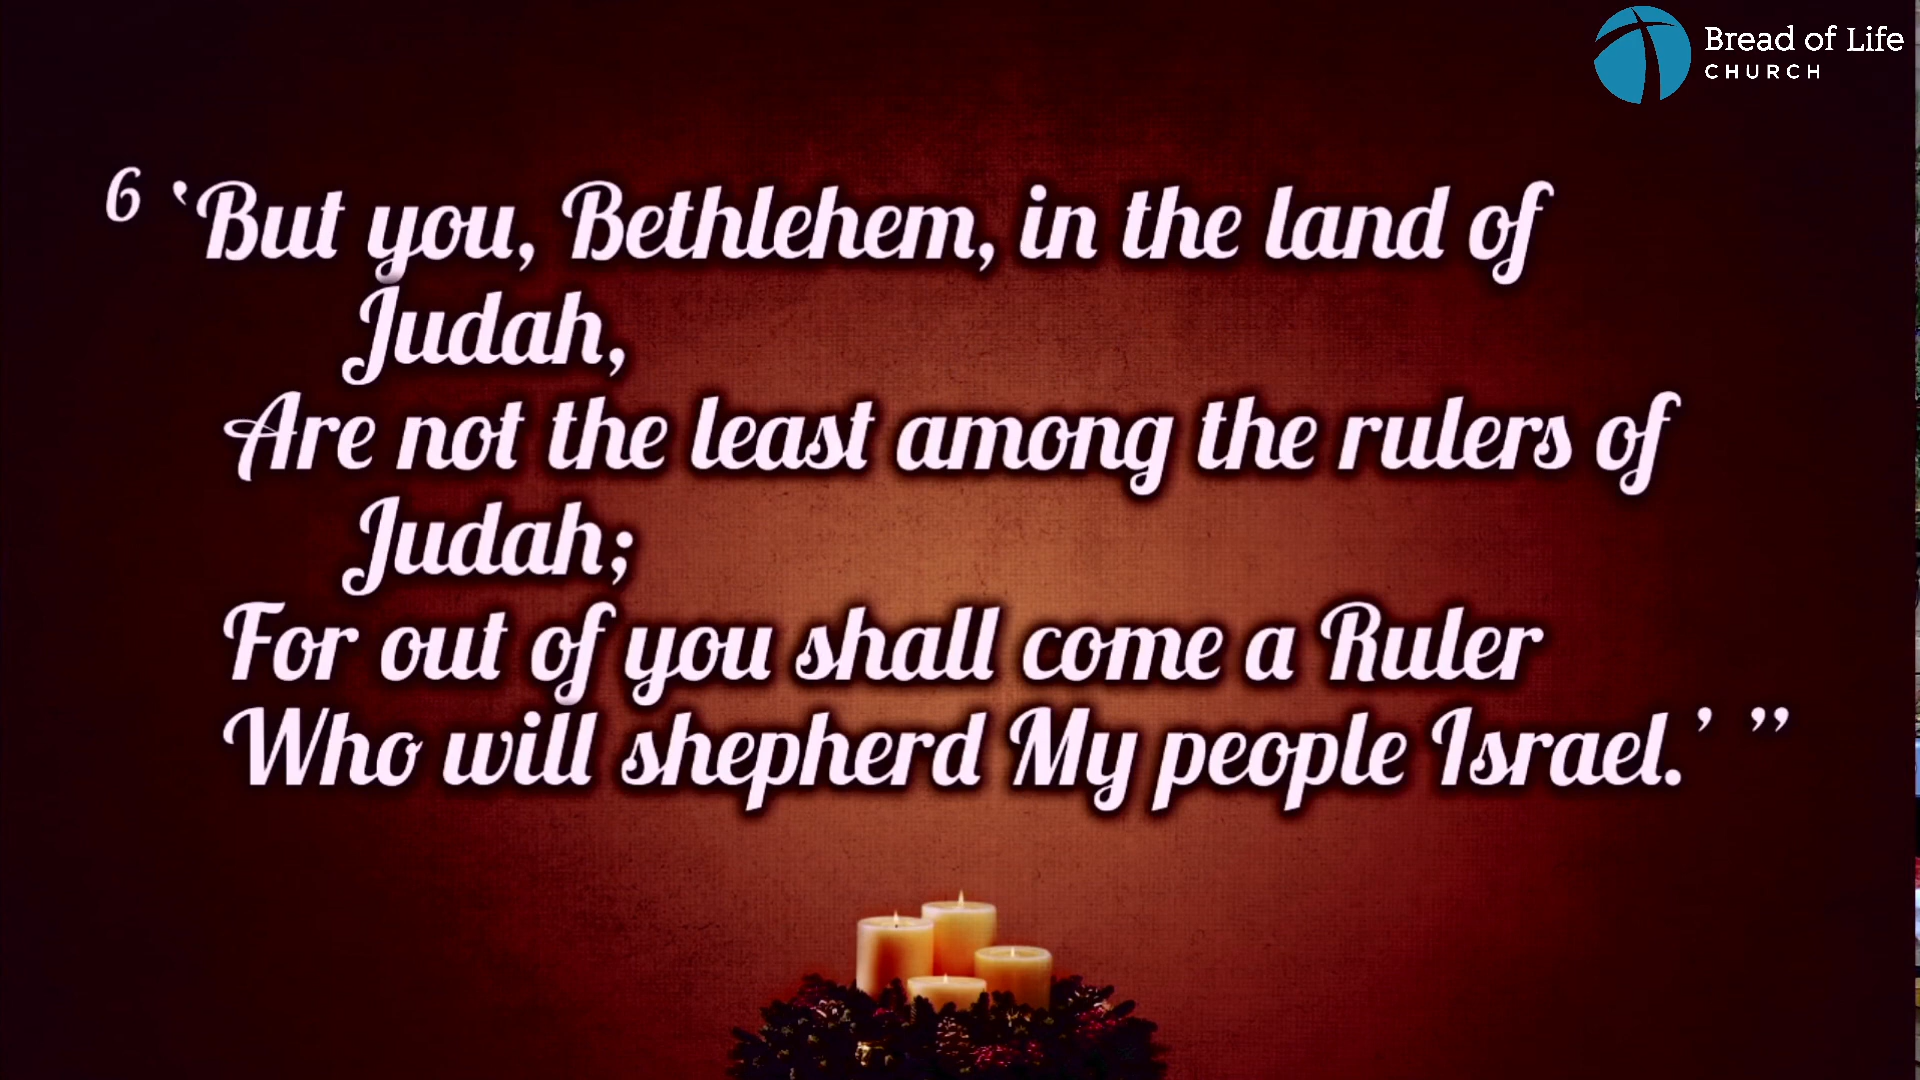 Bread of Life
CHURCH
6 ‘But you, Bethlehem, in the land of
Judah,
Are not the least among the rulers of
Judah;
For out of you shall come a Ruler
Who will shepherd My people Israel.’ ”